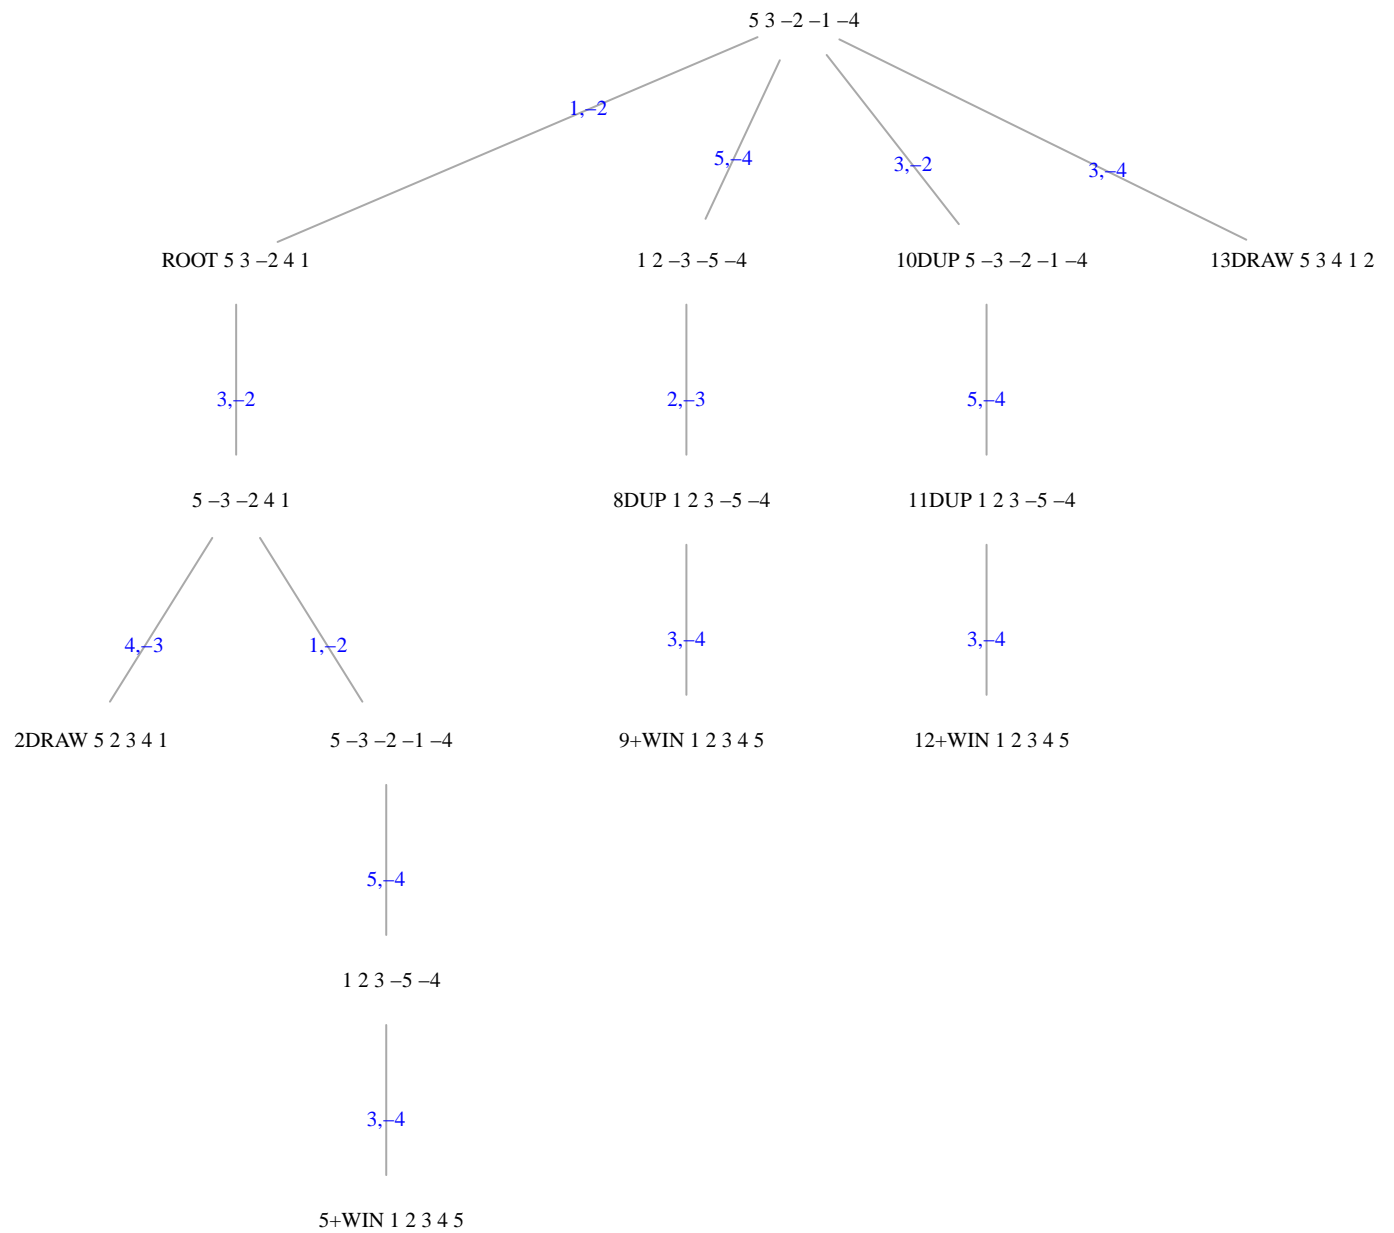 5 3 –2 –1 –4
1,–2
5,–4
3,–2
3,–4
ROOT 5 3 –2 4 1
1 2 –3 –5 –4
10DUP 5 –3 –2 –1 –4
13DRAW 5 3 4 1 2
3,–2
2,–3
5,–4
5 –3 –2 4 1
8DUP 1 2 3 –5 –4
11DUP 1 2 3 –5 –4
4,–3
1,–2
3,–4
3,–4
2DRAW 5 2 3 4 1
5 –3 –2 –1 –4
9+WIN 1 2 3 4 5
12+WIN 1 2 3 4 5
5,–4
1 2 3 –5 –4
3,–4
5+WIN 1 2 3 4 5